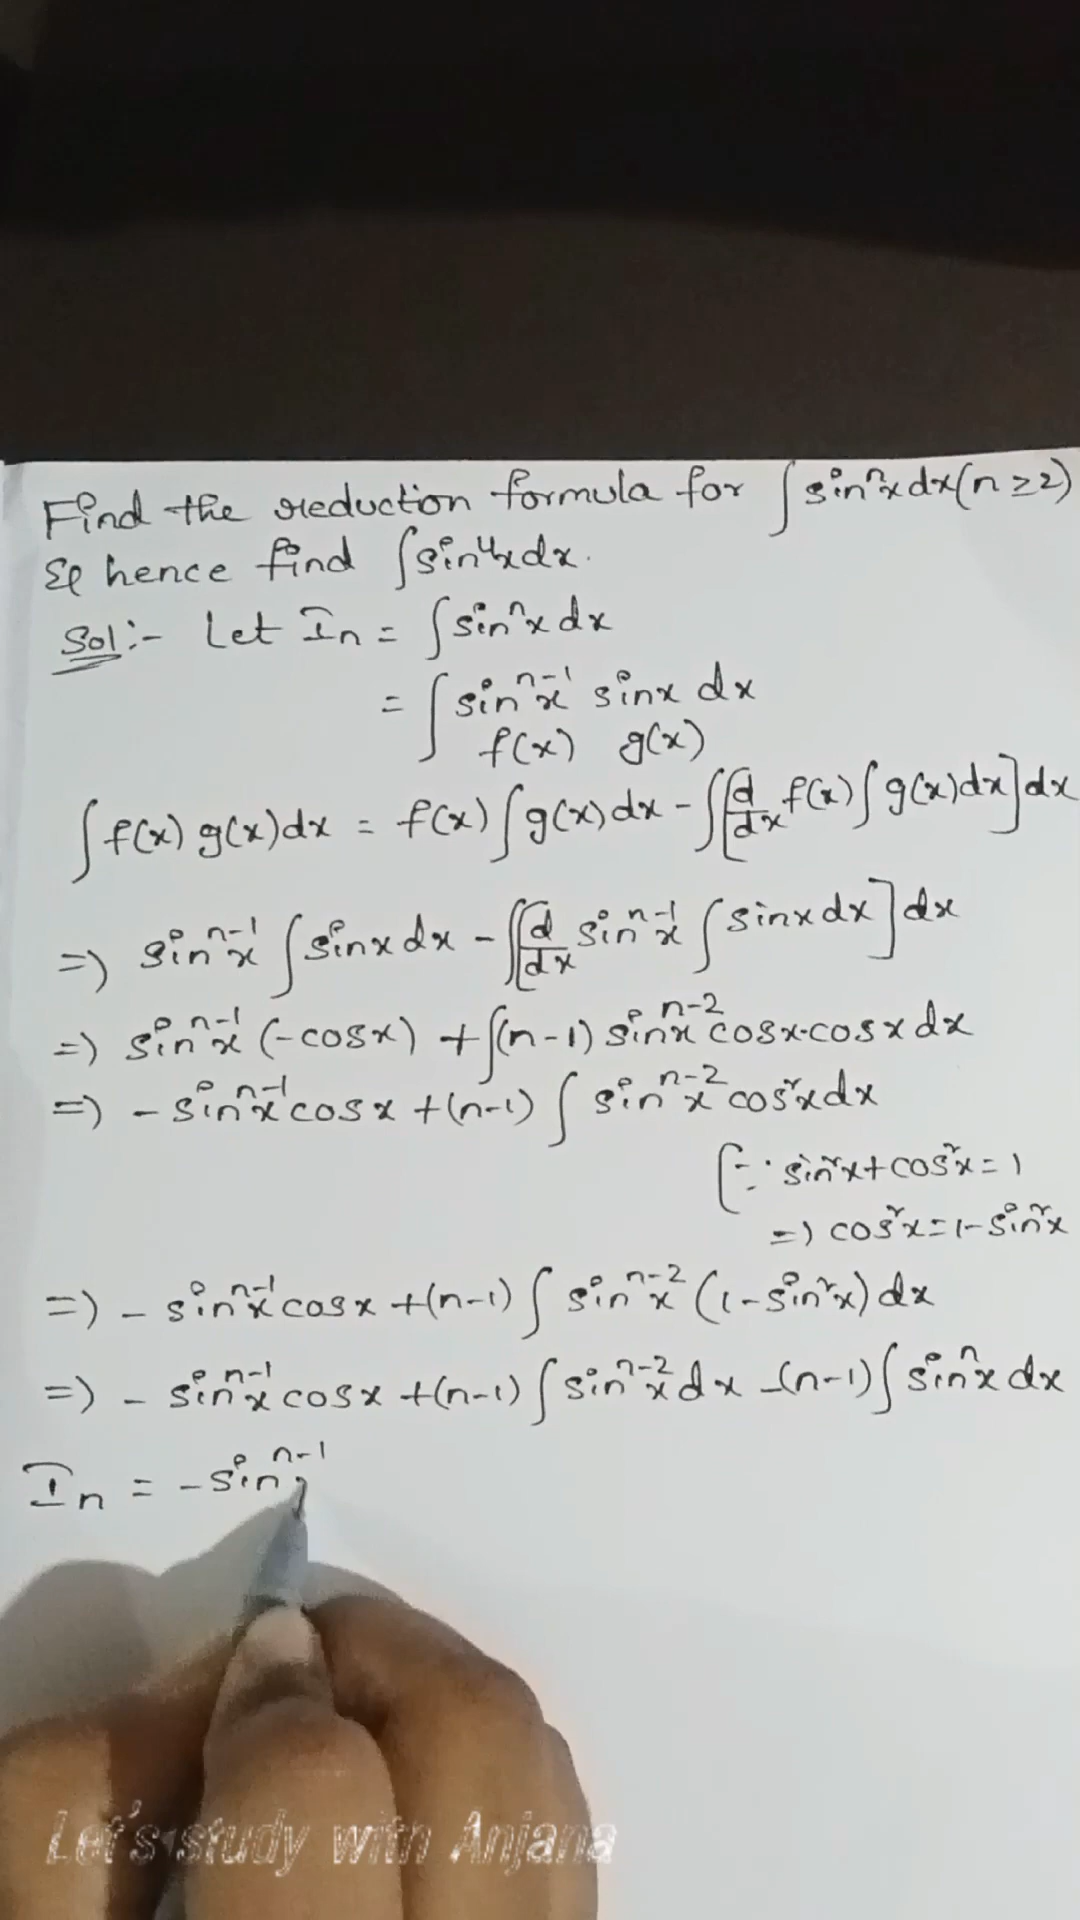 Find the reduction formula for ∫sinⁿx dx (n ≥ 2)
& hence find ∫sin⁴x dx.
Sol:- Let Iₙ = ∫sinⁿx dx
= ∫sinⁿ⁻¹x sinx dx
f(x) g(x)
∫f(x) g(x)dx = f(x)∫g(x)dx - ∫[d/dx f(x)∫g(x)dx]dx
=> sinⁿ⁻¹x ∫sinx dx - ∫[d/dx sinⁿ⁻¹x ∫sinx dx]dx
=> sinⁿ⁻¹x (-cosx) + ∫(n-1) sinⁿ⁻²x cosx·cosx dx
=> - sinⁿ⁻¹x cosx + (n-1) ∫ sinⁿ⁻²x cos²x dx
[∵ sin²x + cos²x = 1
=> cos²x = 1 - sin²x
=> - sinⁿ⁻¹x cosx + (n-1) ∫ sinⁿ⁻²x (1 - sin²x) dx
=> - sinⁿ⁻¹x cosx + (n-1) ∫sinⁿ⁻²x dx - (n-1) ∫sinⁿx dx
Iₙ = - sinⁿ⁻¹
Let's study with Anjana